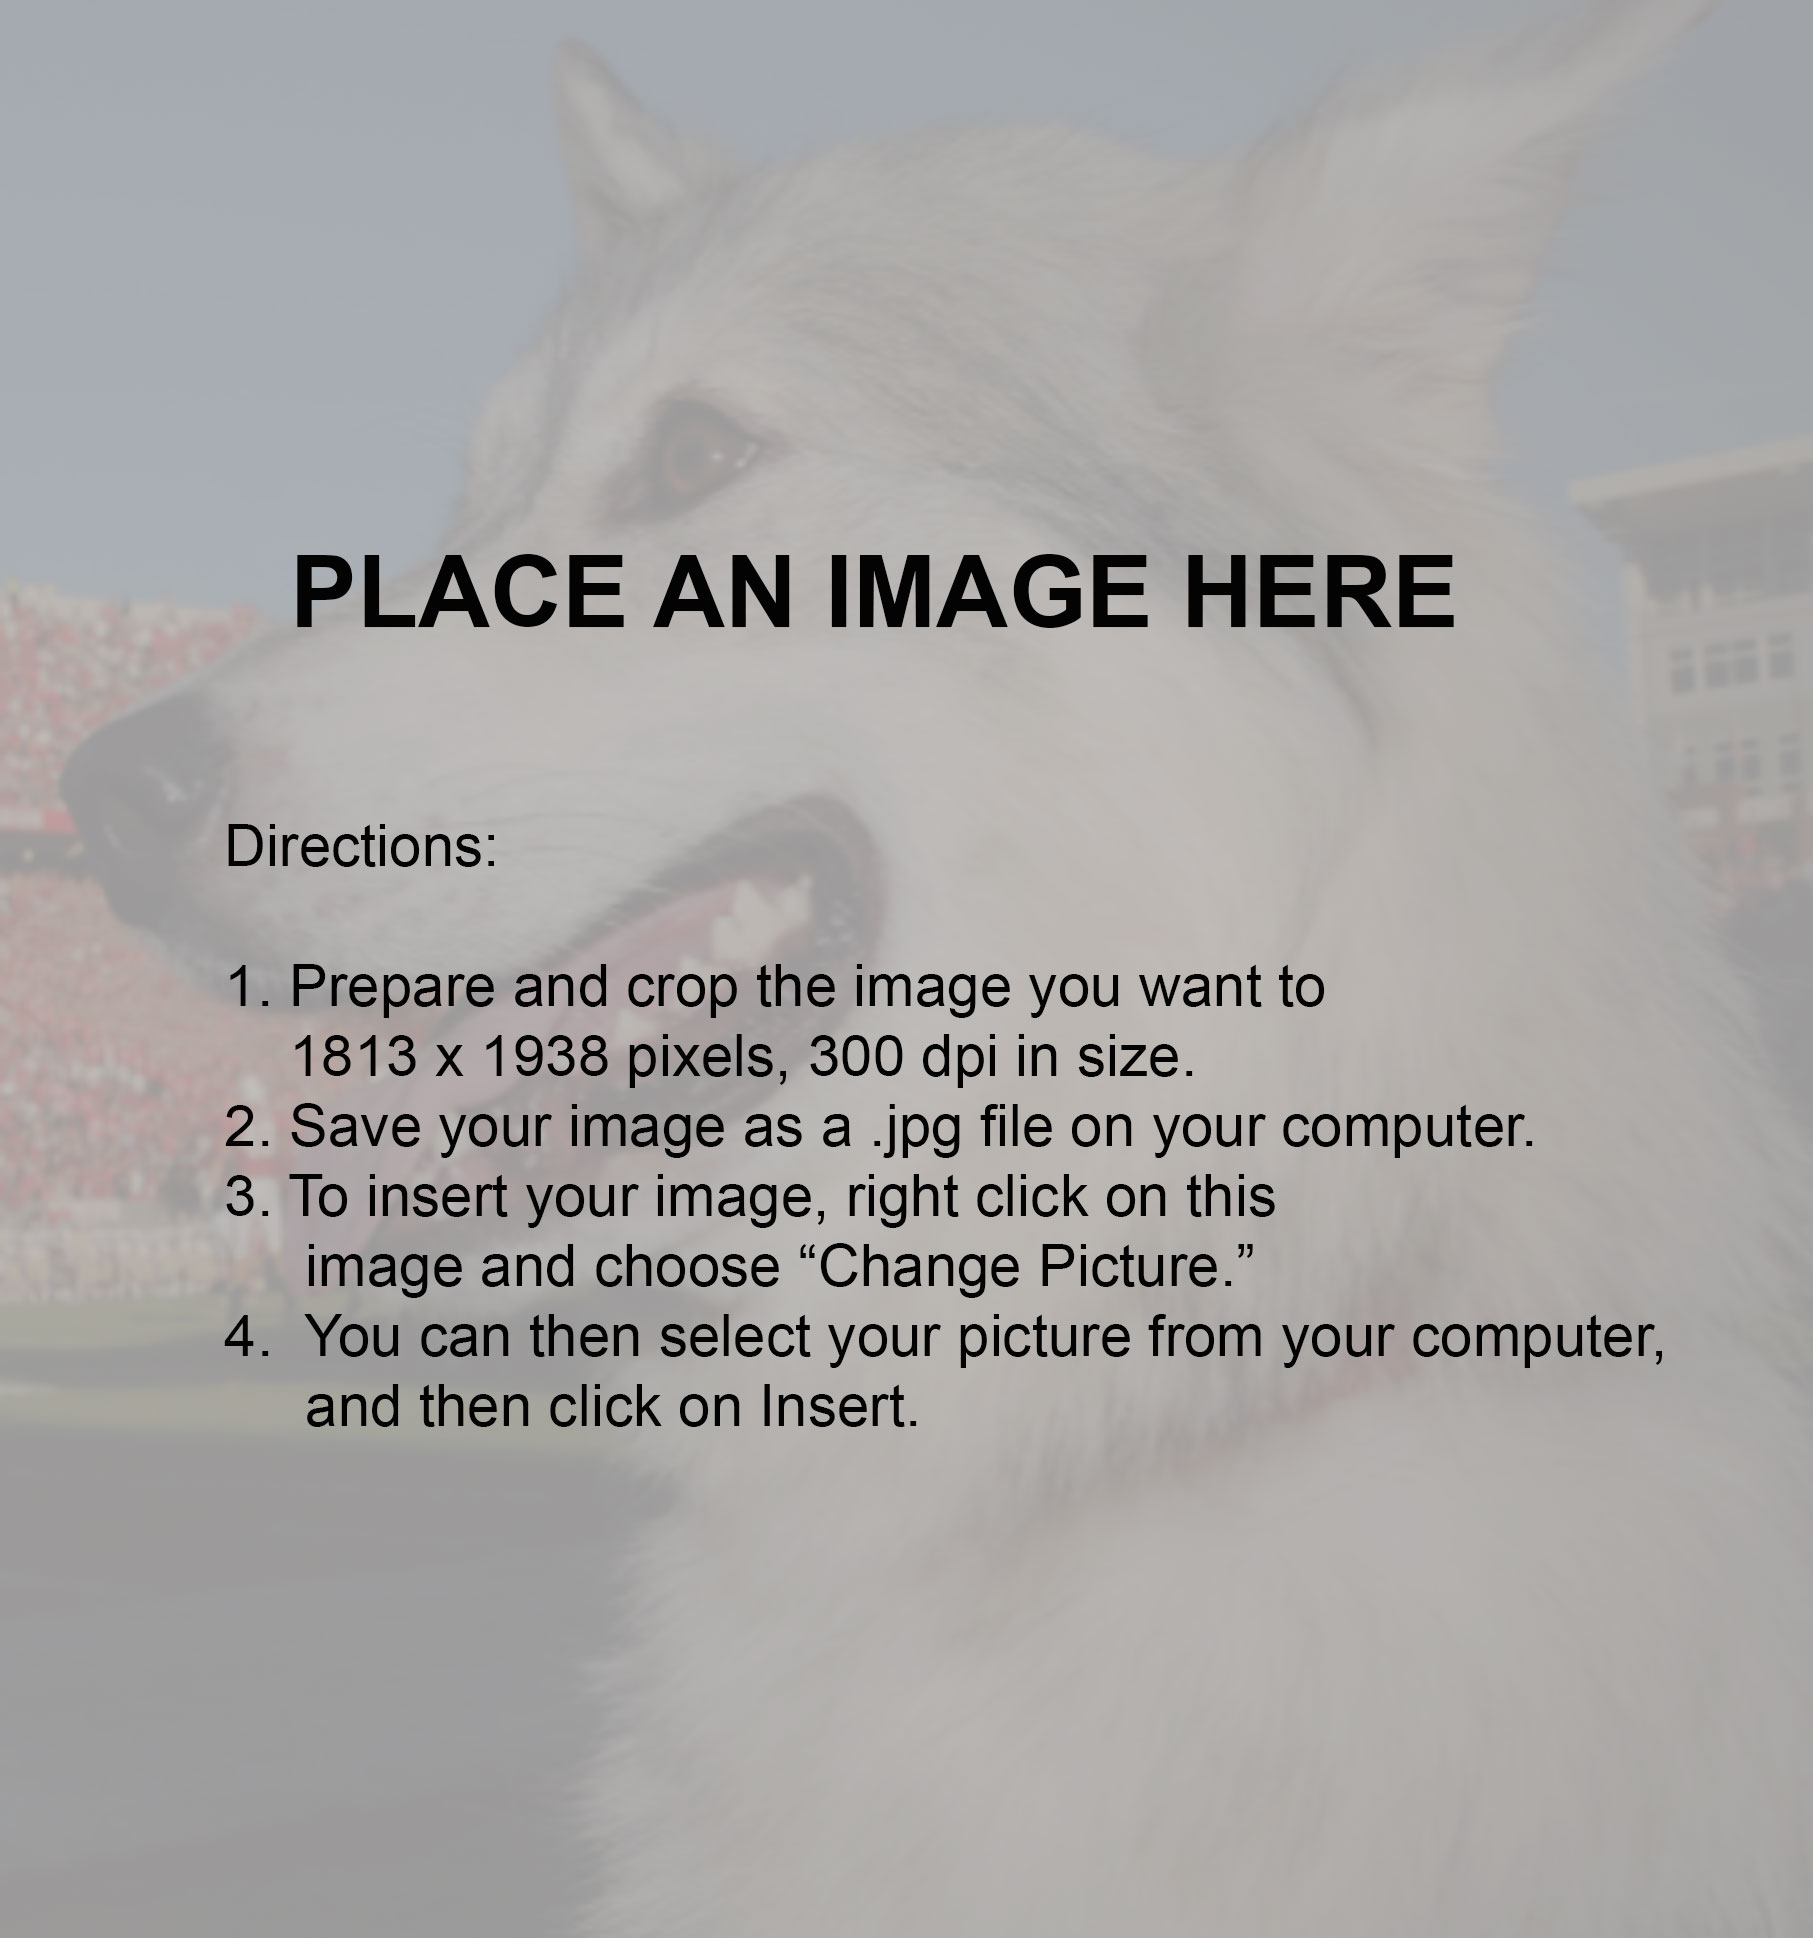 PLACE AN IMAGE HERE
Directions:
1. Prepare and crop the image you want to
1813 x 1938 pixels, 300 dpi in size.
2. Save your image as a .jpg file on your computer.
3. To insert your image, right click on this
image and choose “Change Picture.”
4. You can then select your picture from your computer,
and then click on Insert.